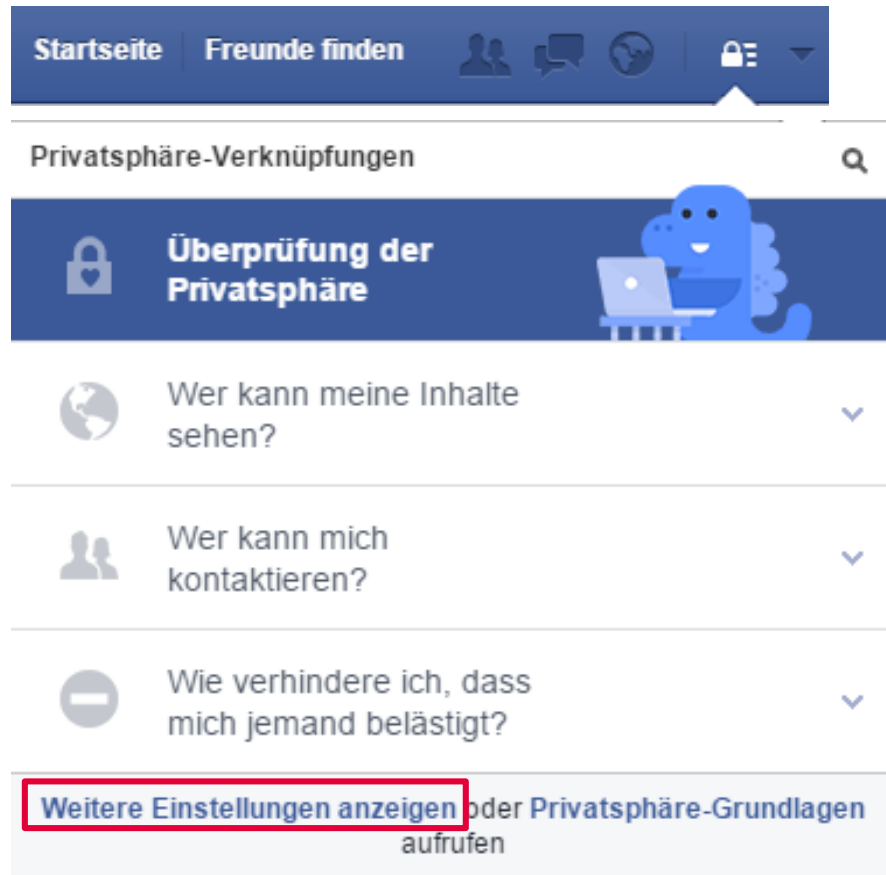 Startseite Freunde finden
Privatsphäre-Verknüpfungen
Überprüfung der
Privatsphäre
Wer kann meine Inhalte
sehen?
Wer kann mich
kontaktieren?
Wie verhindere ich, dass
mich jemand belästigt?
Weitere Einstellungen anzeigen oder Privatsphäre-Grundlagen
aufrufen